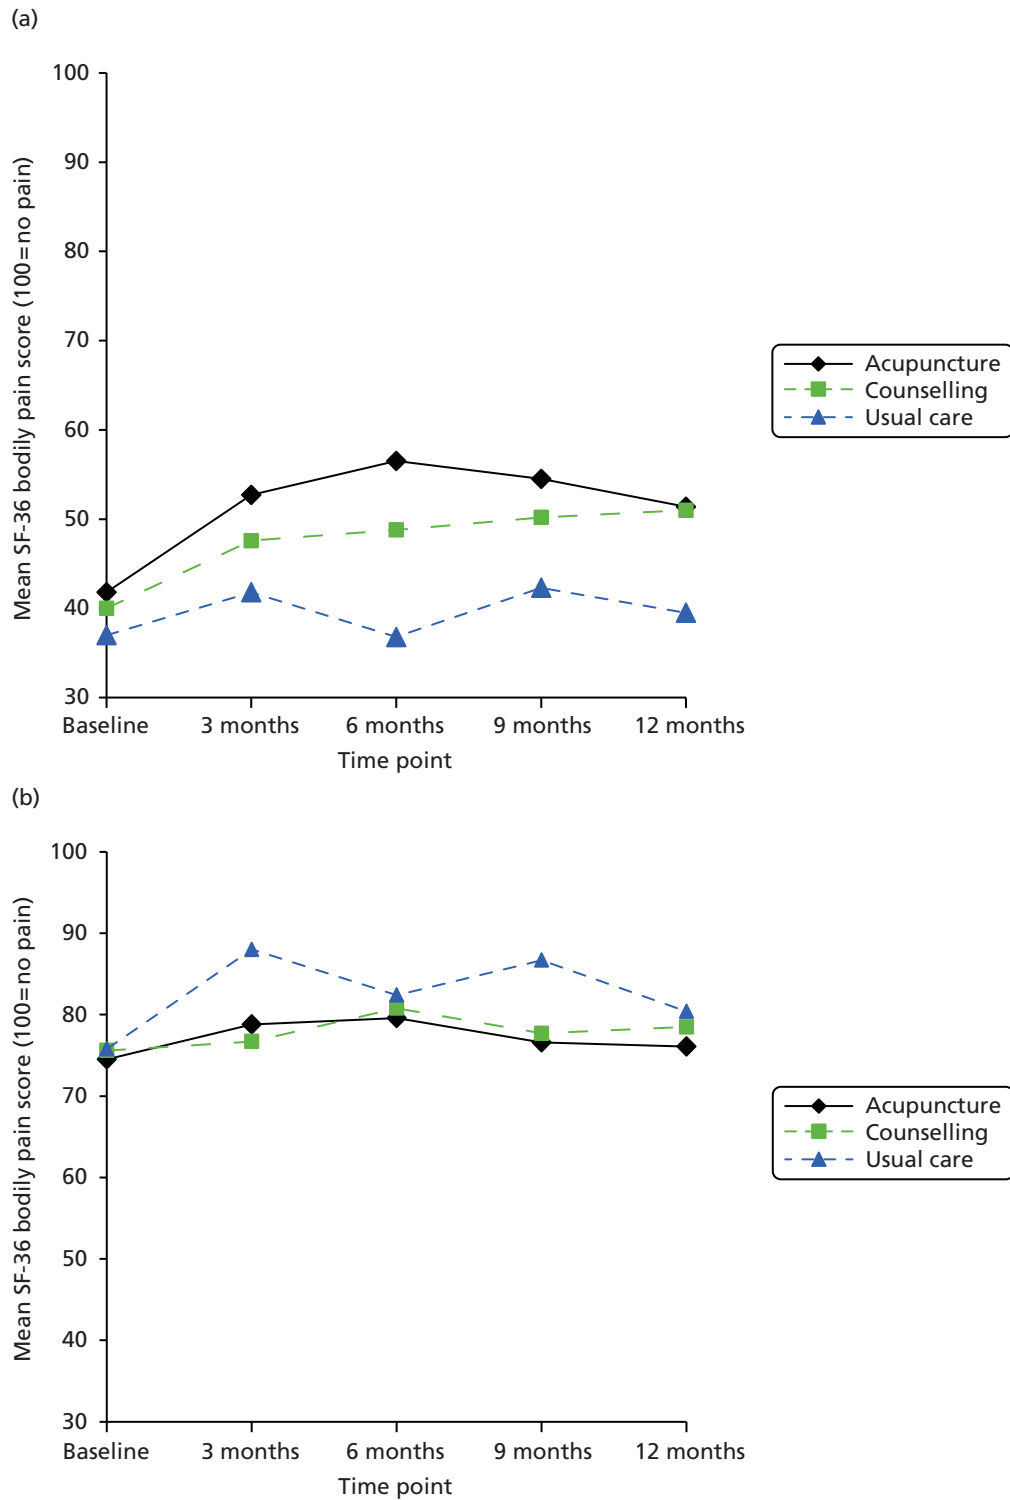 (a)
100
90
80
70
60
50
40
30
Mean SF-36 bodily pain score (100=no pain)
Baseline 3 months 6 months 9 months 12 months
Time point
Acupuncture
Counselling
Usual care
(b)
100
90
80
70
60
50
40
30
Mean SF-36 bodily pain score (100=no pain)
Baseline 3 months 6 months 9 months 12 months
Time point
Acupuncture
Counselling
Usual care